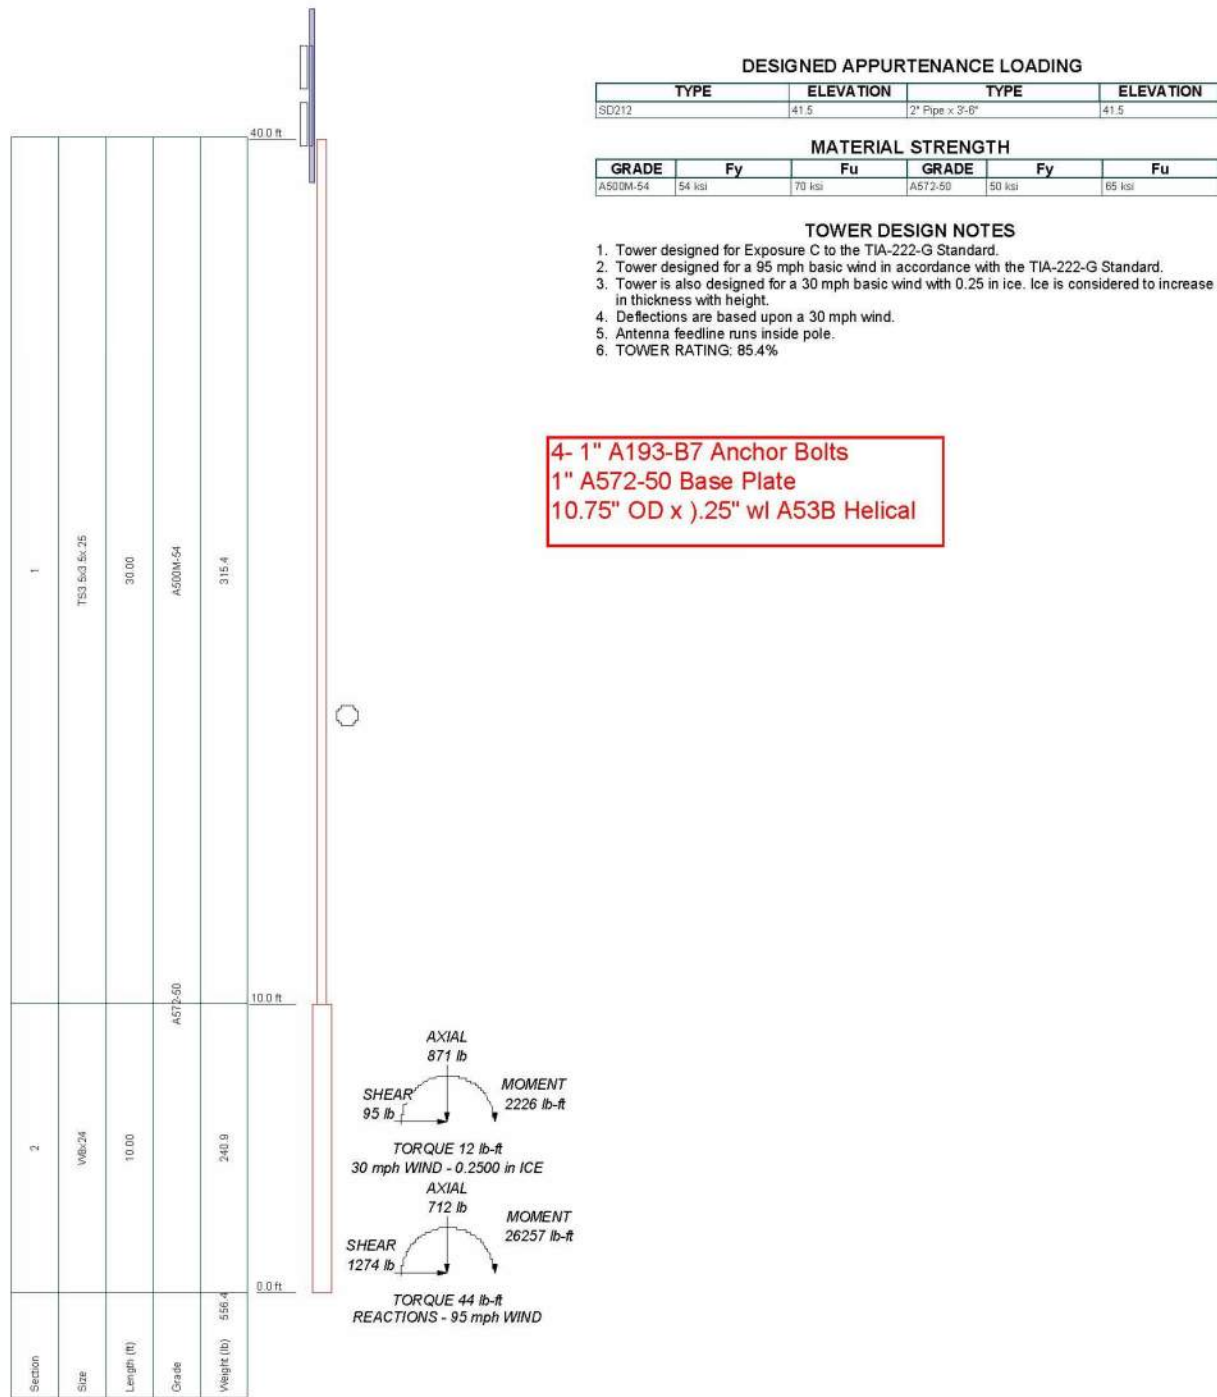 DESIGNED APPURTENANCE LOADING
TYPE ELEVATION TYPE ELEVATION
SD212 41.5 2" Pipe x 3'-6" 41.5
MATERIAL STRENGTH
GRADE Fy Fu GRADE Fy Fu
A500M-54 54 ksi 70 ksi A572-50 50 ksi 65 ksi
TOWER DESIGN NOTES
1. Tower designed for Exposure C to the TIA-222-G Standard.
2. Tower designed for a 95 mph basic wind in accordance with the TIA-222-G Standard.
3. Tower is also designed for a 30 mph basic wind with 0.25 in ice. Ice is considered to increase
in thickness with height.
4. Deflections are based upon a 30 mph wind.
5. Antenna feedline runs inside pole.
6. TOWER RATING: 85.4%
4- 1" A193-B7 Anchor Bolts
1" A572-50 Base Plate
10.75" OD x ).25" wl A53B Helical
40.0 ft
1 TS3.5x3.5x.25 30.00 A500M-54 315.4
10.0 ft
2 W8x24 10.00 A572-50 240.9
0.0 ft
Section Size Length (ft) Grade Weight (lb) 556.4
AXIAL
871 lb
SHEAR
95 lb
MOMENT
2226 lb-ft
TORQUE 12 lb-ft
30 mph WIND - 0.2500 in ICE
AXIAL
712 lb
SHEAR
1274 lb
MOMENT
26257 lb-ft
TORQUE 44 lb-ft
REACTIONS - 95 mph WIND